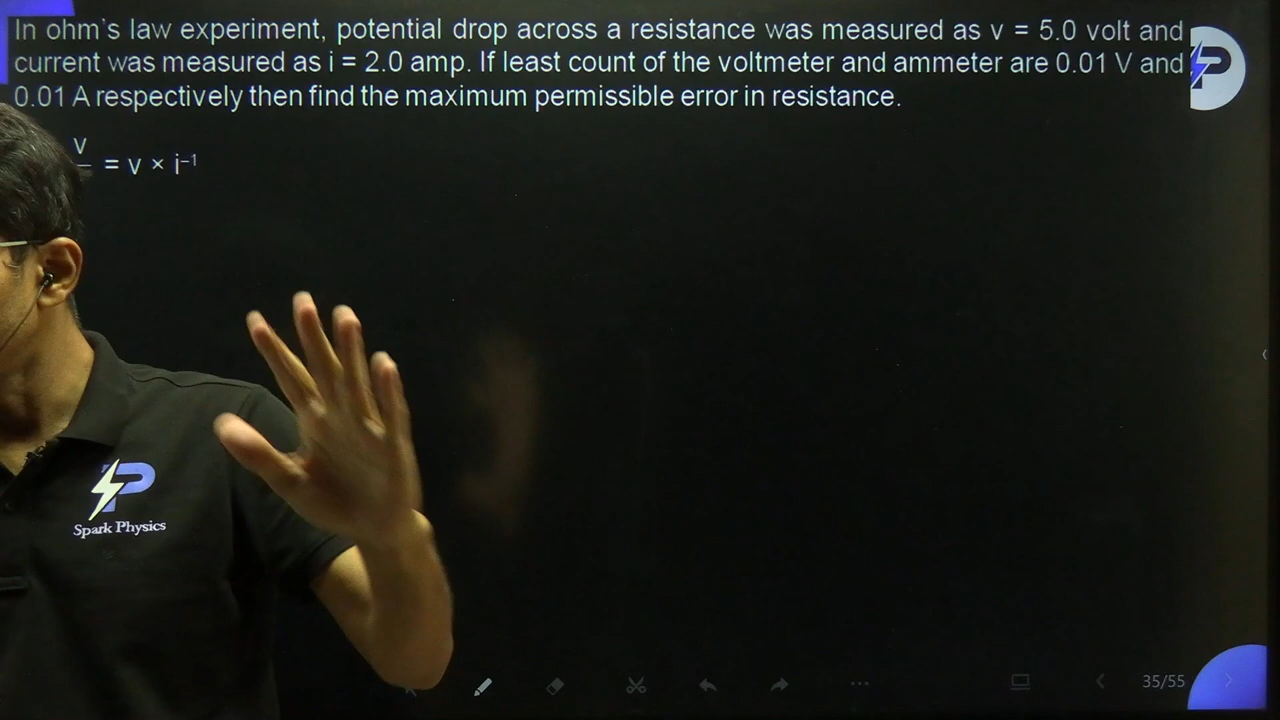 In ohm's law experiment, potential drop across a resistance was measured as v = 5.0 volt and
current was measured as i = 2.0 amp. If least count of the voltmeter and ammeter are 0.01 V and
0.01 A respectively then find the maximum permissible error in resistance.
v
= v × i⁻¹
P
P
Spark Physics
35/55